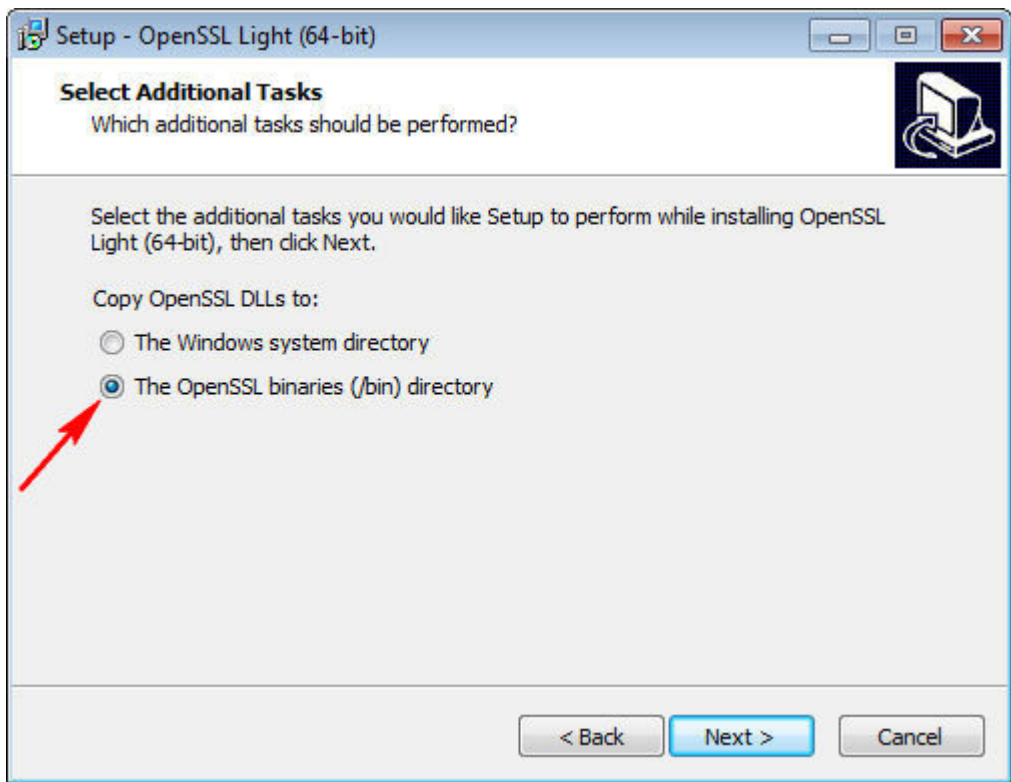 Setup - OpenSSL Light (64-bit)
Select Additional Tasks
Which additional tasks should be performed?
Select the additional tasks you would like Setup to perform while installing OpenSSL
Light (64-bit), then click Next.
Copy OpenSSL DLLs to:
The Windows system directory
The OpenSSL binaries (/bin) directory
< Back Next > Cancel